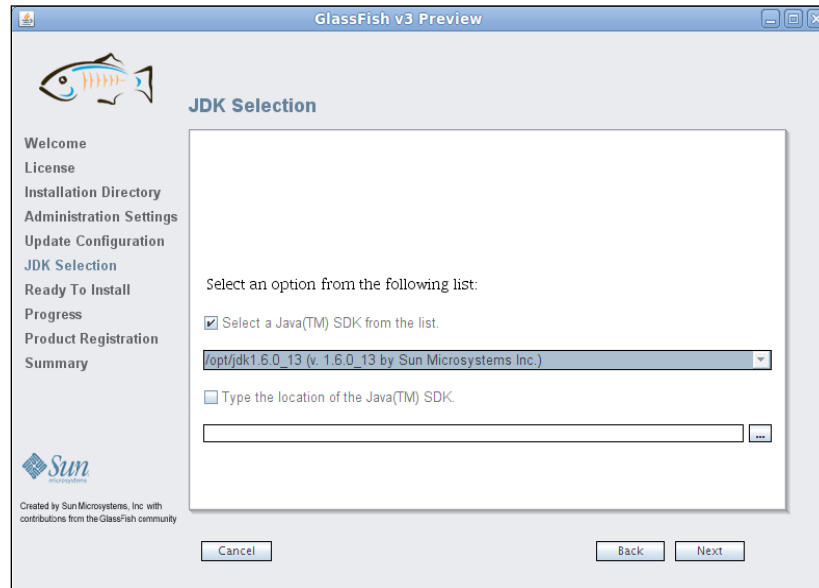 GlassFish v3 Preview
JDK Selection
Welcome
License
Installation Directory
Administration Settings
Update Configuration
JDK Selection
Ready To Install
Progress
Product Registration
Summary
Select an option from the following list:
Select a Java(TM) SDK from the list.
/opt/jdk1.6.0_13 (v. 1.6.0_13 by Sun Microsystems Inc.)
Type the location of the Java(TM) SDK.
...
Sun
microsystems
Created by Sun Microsystems, Inc with
contributions from the GlassFish community
Cancel
Back
Next